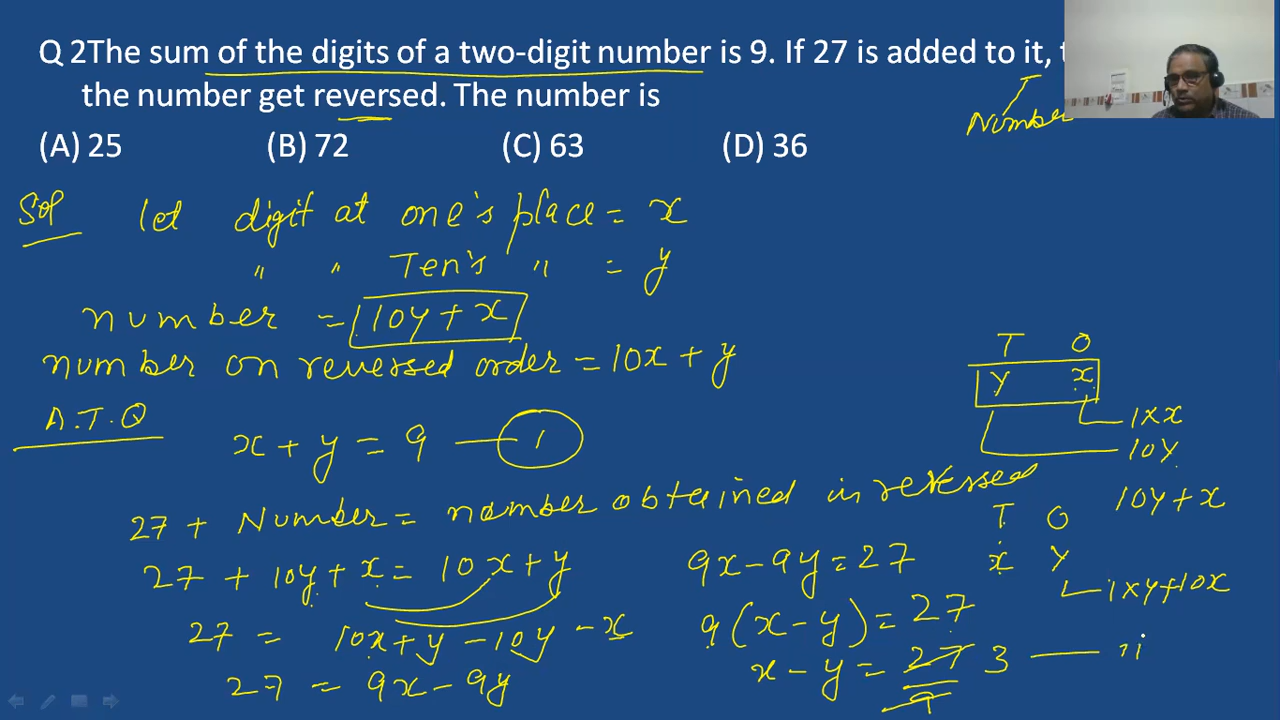 Q 2The sum of the digits of a two-digit number is 9. If 27 is added to it,
the number get reversed. The number is
Number
(A) 25 (B) 72 (C) 63 (D) 36
Sol let digit at one's place = x
" " Ten's " = y
number = 10y + x
number on reversed order = 10x + y
A.T.Q
x + y = 9 — 1
27 + Number = number obtained in reversed
27 + 10y + x = 10x + y
27 = 10x + y - 10y - x
27 = 9x - 9y
9x - 9y = 27
9(x - y) = 27
x - y = 27/9 3 — ii
T O
y x
1×x
10y
10y + x
T O
x y
1×y+10x